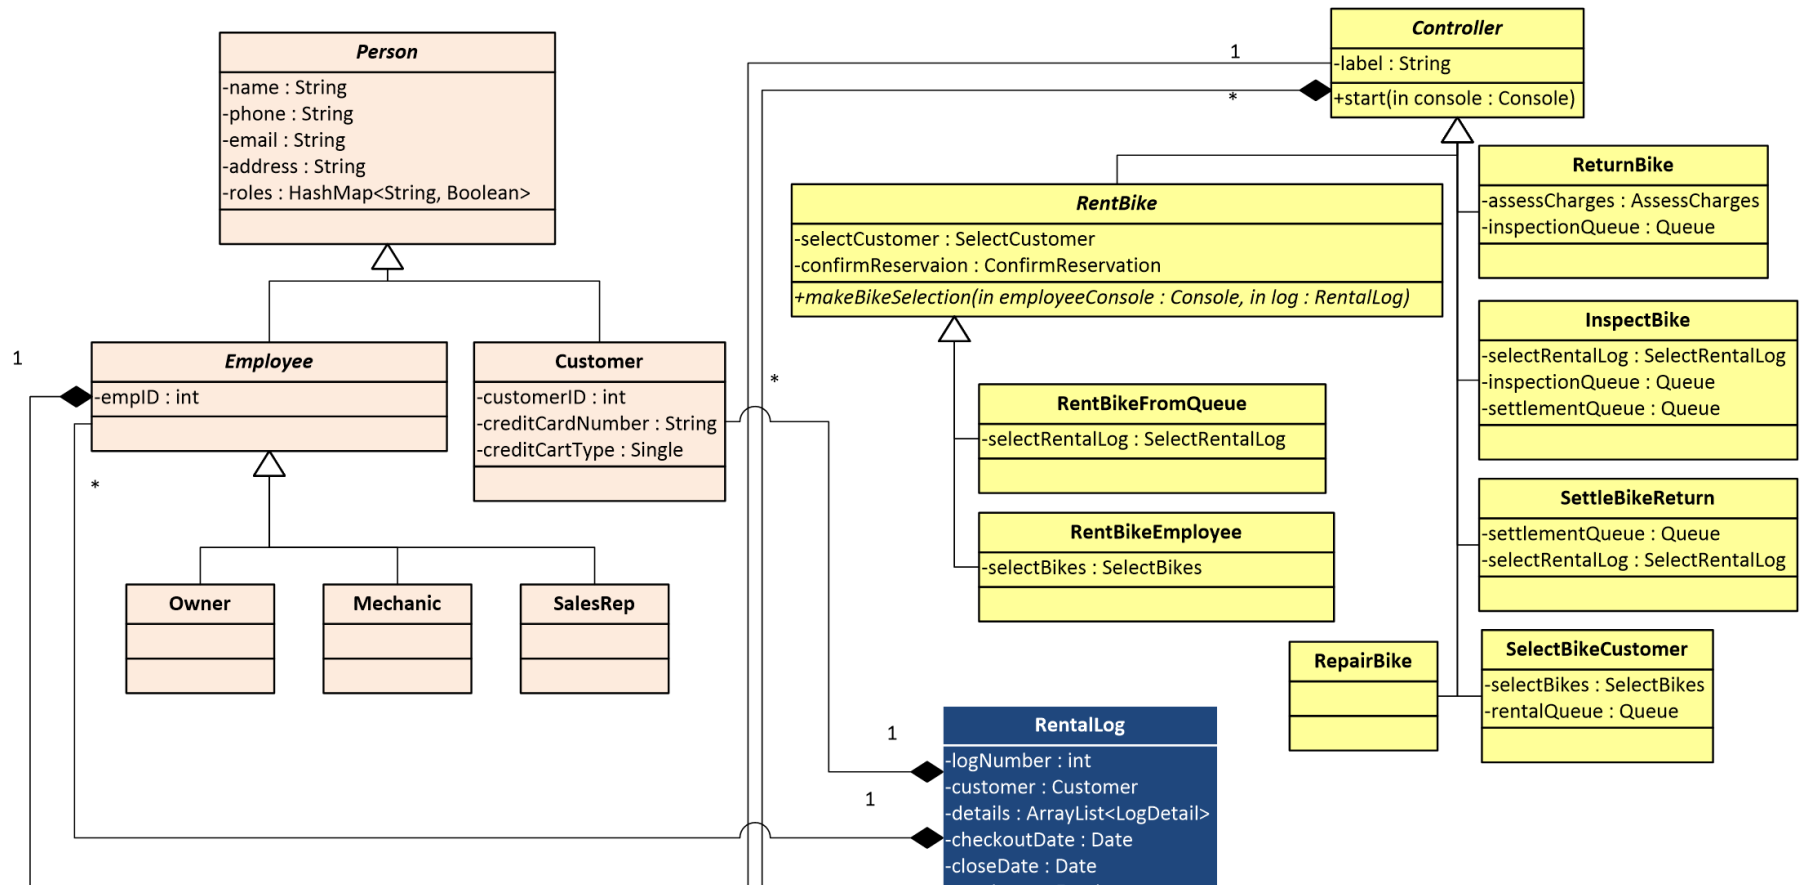 Person
-name : String
-phone : String
-email : String
-address : String
-roles : HashMap<String, Boolean>
1
*
Controller
-label : String
+start(in console : Console)
ReturnBike
-assessCharges : AssessCharges
-inspectionQueue : Queue
RentBike
-selectCustomer : SelectCustomer
-confirmReservaion : ConfirmReservation
+makeBikeSelection(in employeeConsole : Console, in log : RentalLog)
InspectBike
-selectRentalLog : SelectRentalLog
-inspectionQueue : Queue
-settlementQueue : Queue
1
Employee
-empID : int
*
Customer
-customerID : int
-creditCardNumber : String
-creditCartType : Single
*
RentBikeFromQueue
-selectRentalLog : SelectRentalLog
SettleBikeReturn
-settlementQueue : Queue
-selectRentalLog : SelectRentalLog
RentBikeEmployee
-selectBikes : SelectBikes
Owner
Mechanic
SalesRep
RepairBike
SelectBikeCustomer
-selectBikes : SelectBikes
-rentalQueue : Queue
1
1
RentalLog
-logNumber : int
-customer : Customer
-details : ArrayList<LogDetail>
-checkoutDate : Date
-closeDate : Date